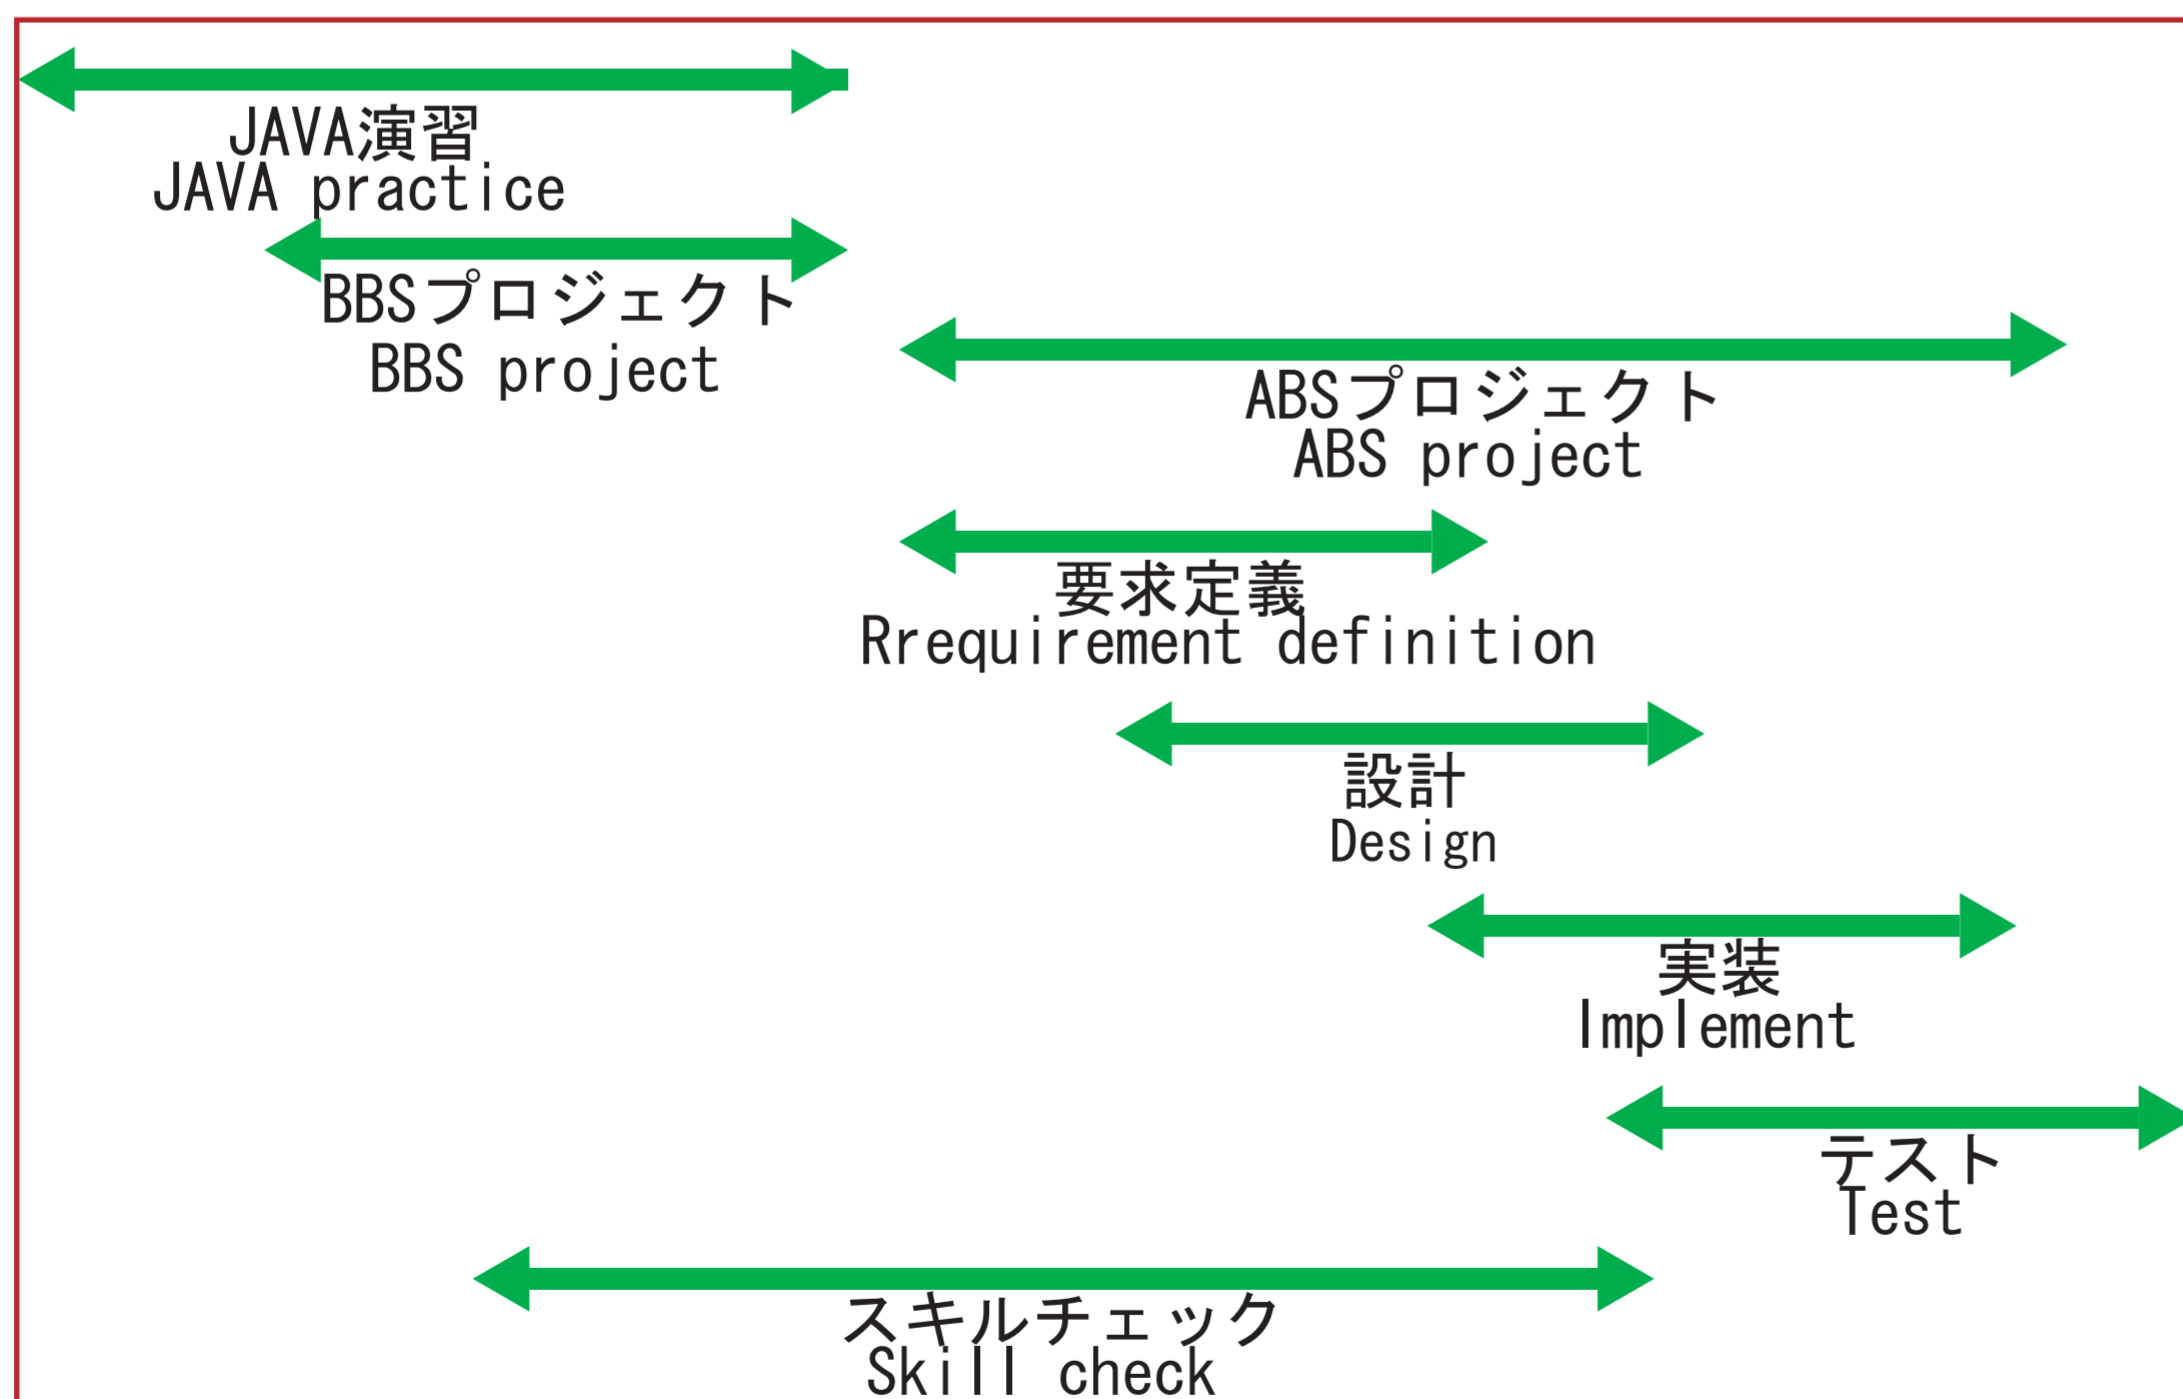 JAVA演習
JAVA practice
BBSプロジェクト
BBS project
ABSプロジェクト
ABS project
要求定義
Rrequirement definition
設計
Design
実装
Implement
テスト
Test
スキルチェック
Skill check